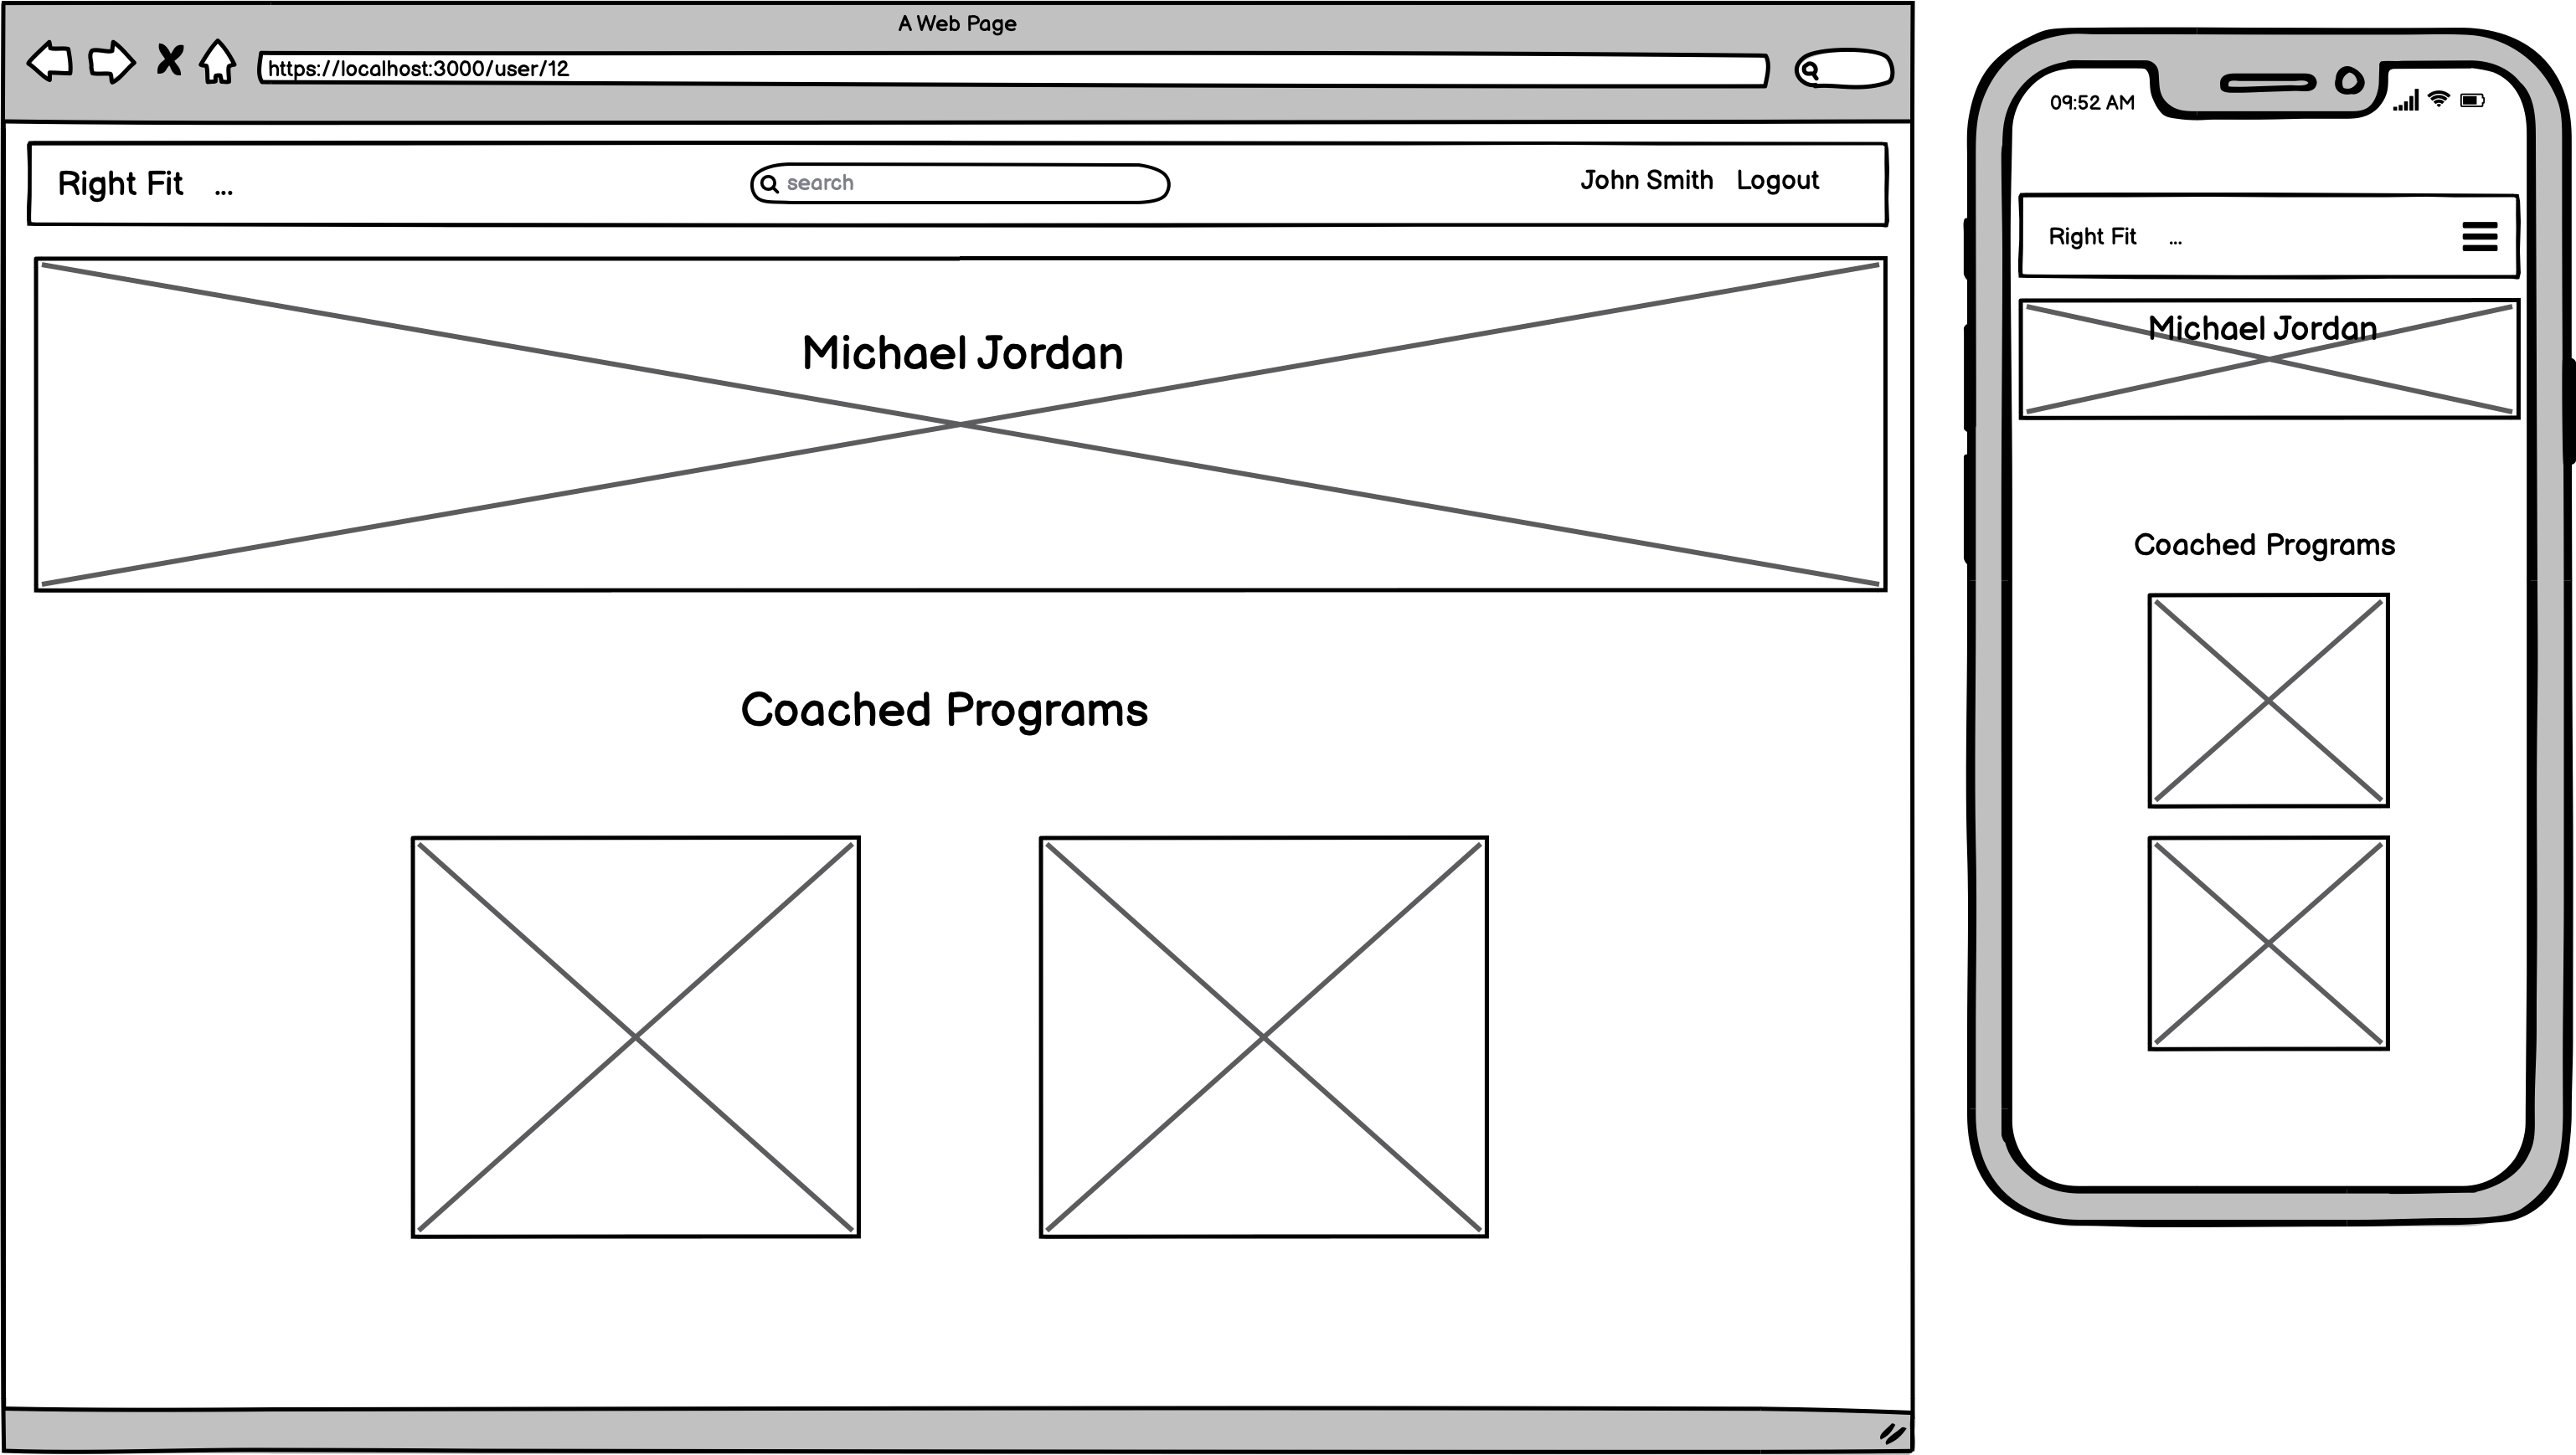 A Web Page
https://localhost:3000/user/12
Right Fit ... search John Smith Logout
Michael Jordan
Coached Programs
09:52 AM
Right Fit ...
Michael Jordan
Coached Programs